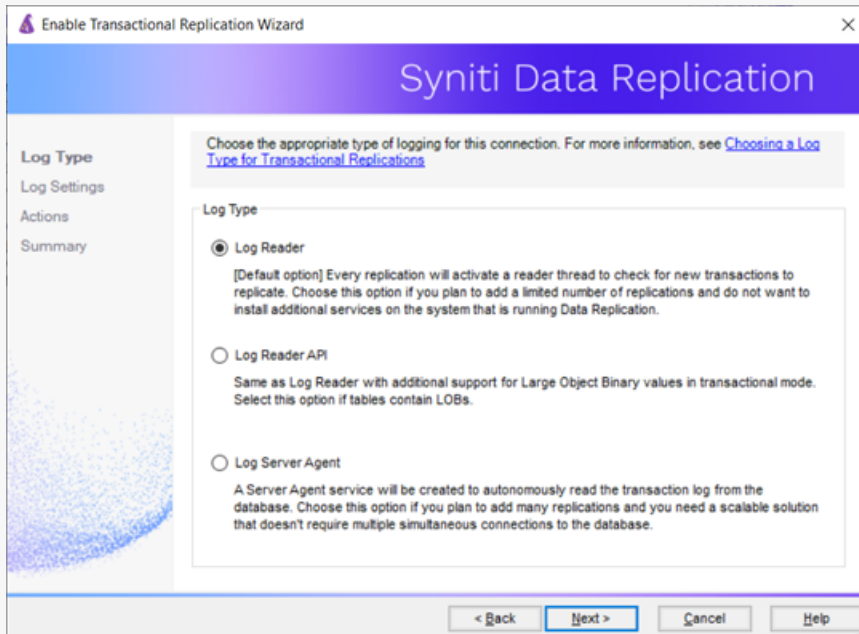 Enable Transactional Replication Wizard
Syniti Data Replication
Log Type
Log Settings
Actions
Summary
Choose the appropriate type of logging for this connection. For more information, see Choosing a Log
Type for Transactional Replications
Log Type
Log Reader
[Default option] Every replication will activate a reader thread to check for new transactions to
replicate. Choose this option if you plan to add a limited number of replications and do not want to
install additional services on the system that is running Data Replication.
Log Reader API
Same as Log Reader with additional support for Large Object Binary values in transactional mode.
Select this option if tables contain LOBs.
Log Server Agent
A Server Agent service will be created to autonomously read the transaction log from the
database. Choose this option if you plan to add many replications and you need a scalable solution
that doesn't require multiple simultaneous connections to the database.
< Back
Next >
Cancel
Help